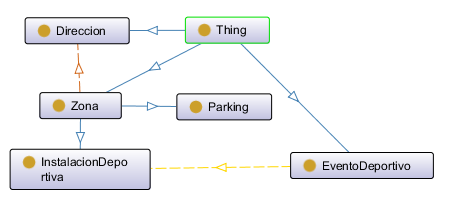 Direccion
Thing
Zona
Parking
InstalacionDepo
rtiva
EventoDeportivo